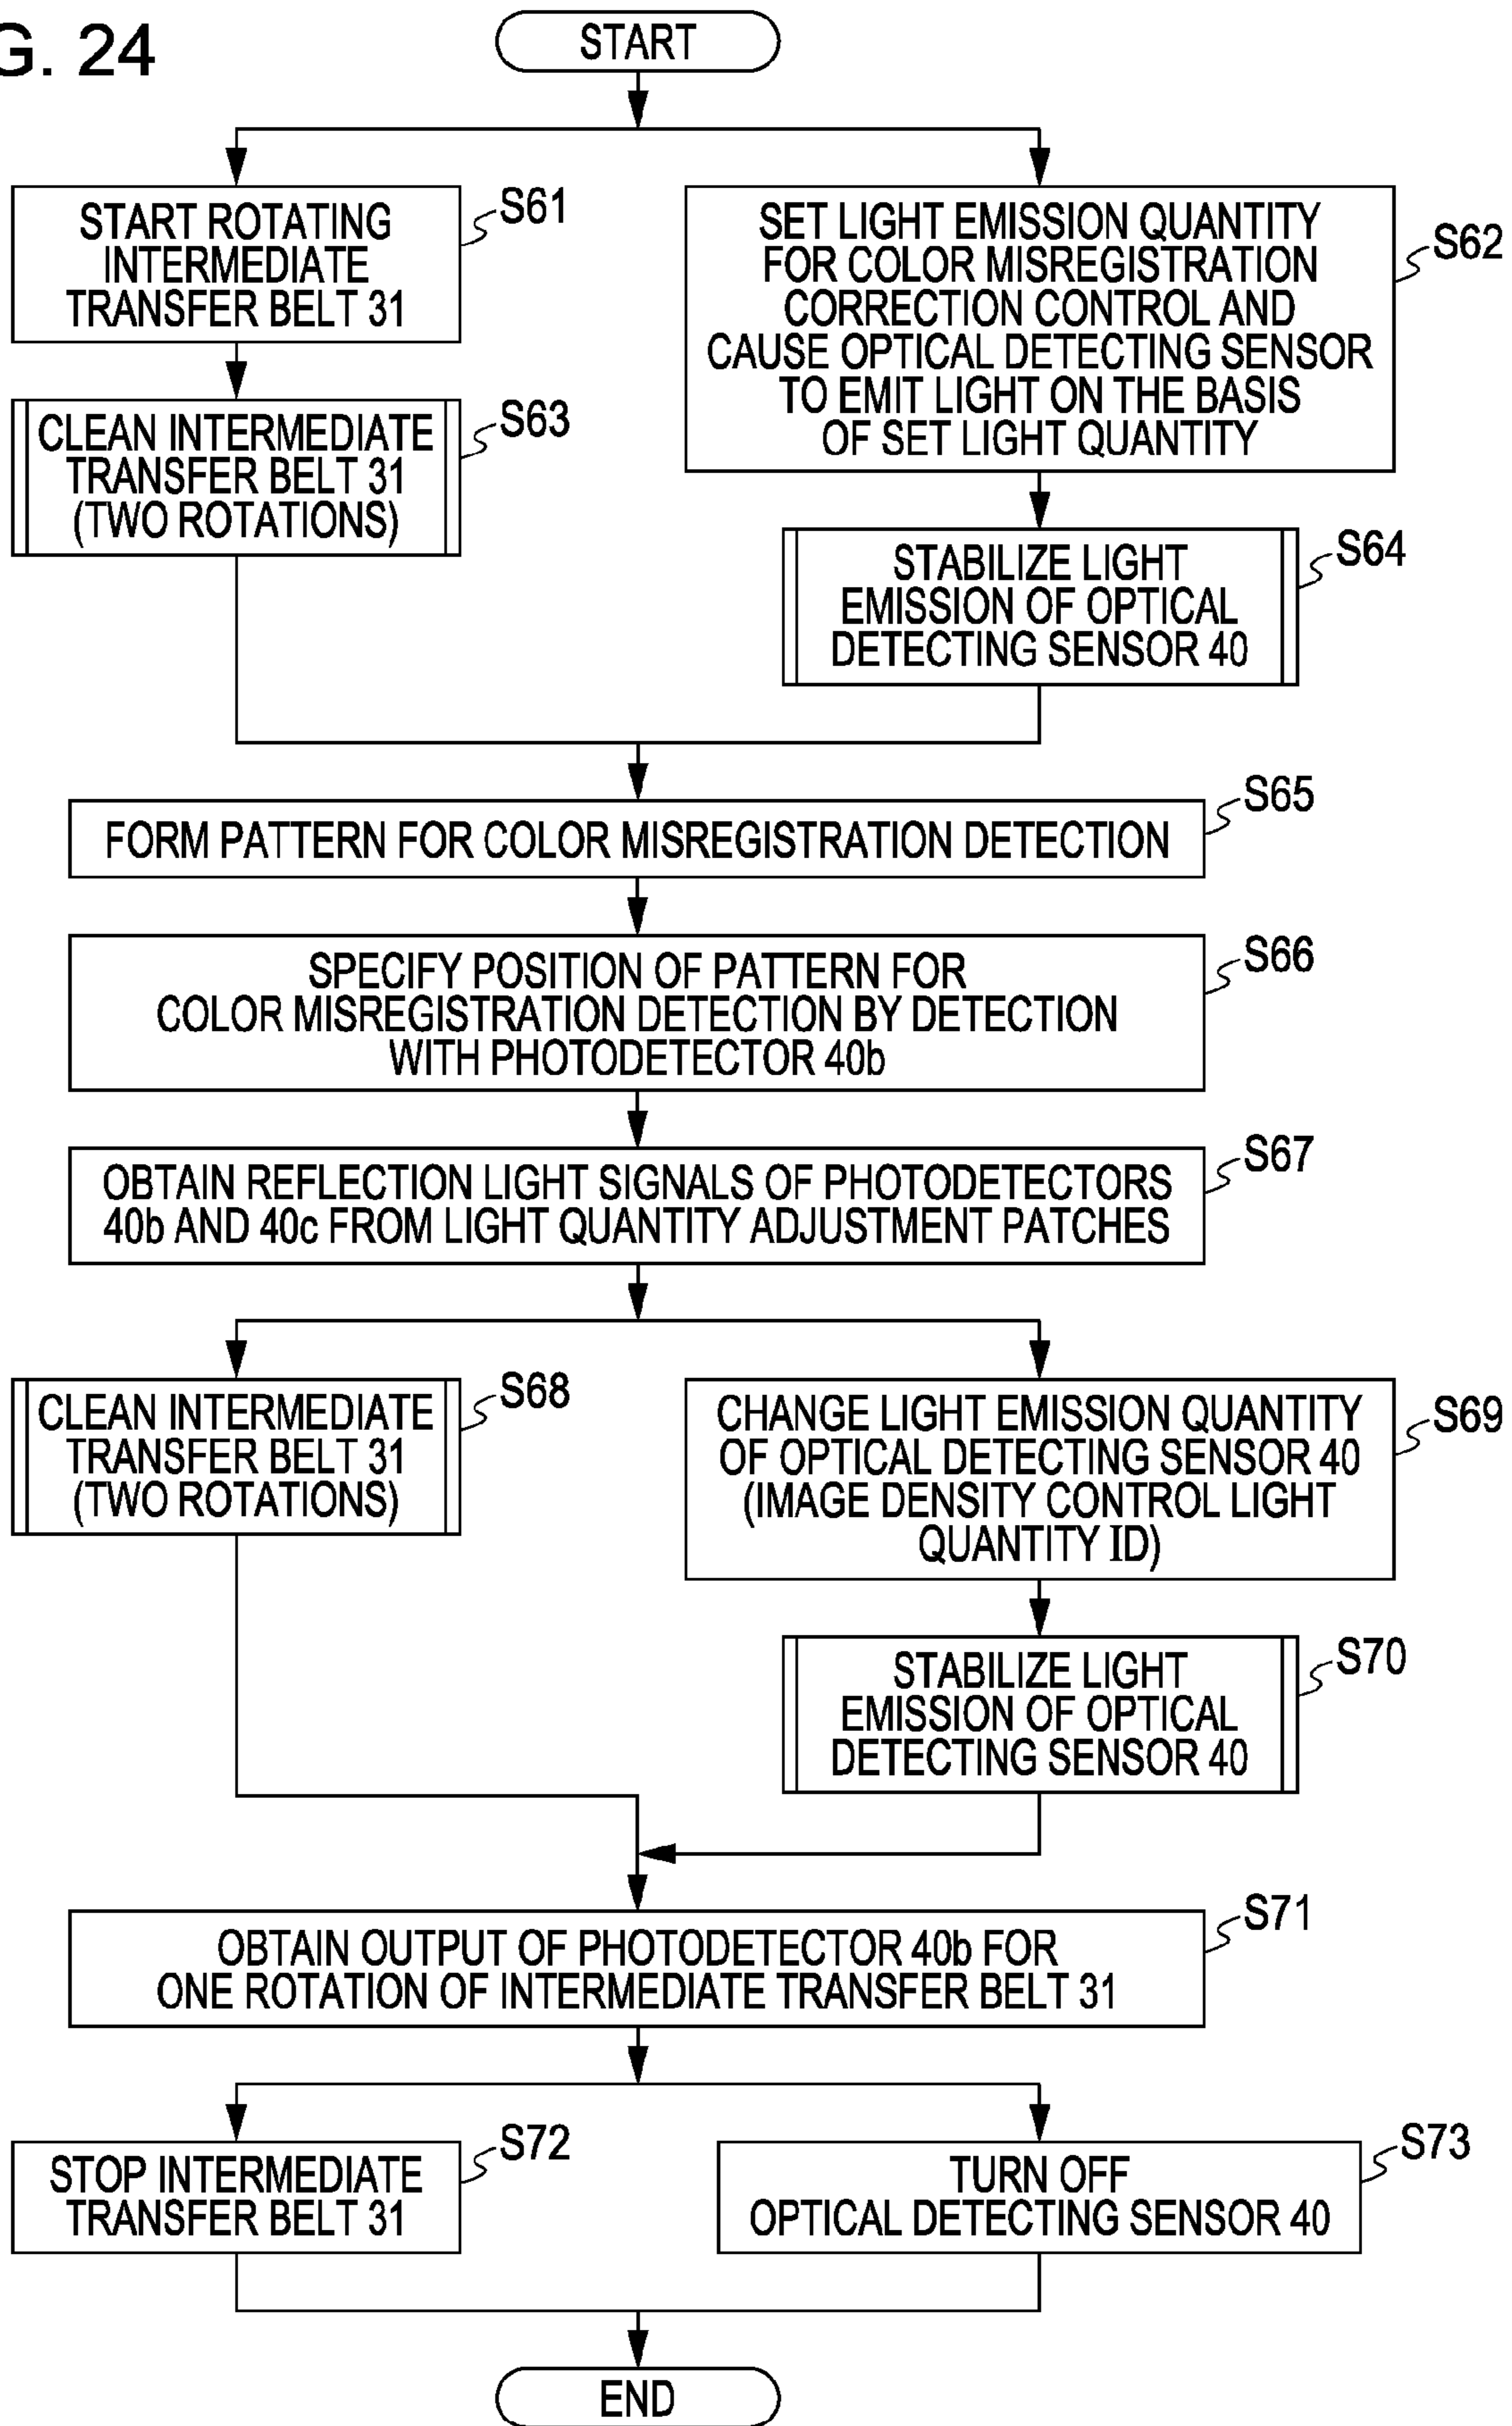 G. 24
START
START ROTATING
INTERMEDIATE
TRANSFER BELT 31
S61
SET LIGHT EMISSION QUANTITY
FOR COLOR MISREGISTRATION
CORRECTION CONTROL AND
CAUSE OPTICAL DETECTING SENSOR
TO EMIT LIGHT ON THE BASIS
OF SET LIGHT QUANTITY
S62
CLEAN INTERMEDIATE
TRANSFER BELT 31
(TWO ROTATIONS)
S63
STABILIZE LIGHT
EMISSION OF OPTICAL
DETECTING SENSOR 40
S64
FORM PATTERN FOR COLOR MISREGISTRATION DETECTION
S65
SPECIFY POSITION OF PATTERN FOR
COLOR MISREGISTRATION DETECTION BY DETECTION
WITH PHOTODETECTOR 40b
S66
OBTAIN REFLECTION LIGHT SIGNALS OF PHOTODETECTORS
40b AND 40c FROM LIGHT QUANTITY ADJUSTMENT PATCHES
S67
CLEAN INTERMEDIATE
TRANSFER BELT 31
(TWO ROTATIONS)
S68
CHANGE LIGHT EMISSION QUANTITY
OF OPTICAL DETECTING SENSOR 40
(IMAGE DENSITY CONTROL LIGHT
QUANTITY ID)
S69
STABILIZE LIGHT
EMISSION OF OPTICAL
DETECTING SENSOR 40
S70
OBTAIN OUTPUT OF PHOTODETECTOR 40b FOR
ONE ROTATION OF INTERMEDIATE TRANSFER BELT 31
S71
STOP INTERMEDIATE
TRANSFER BELT 31
S72
TURN OFF
OPTICAL DETECTING SENSOR 40
S73
END